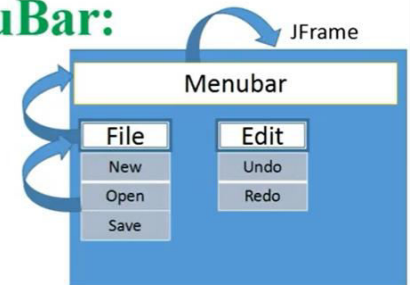 uBar:
JFrame
Menubar
File Edit
New Undo
Open Redo
Save